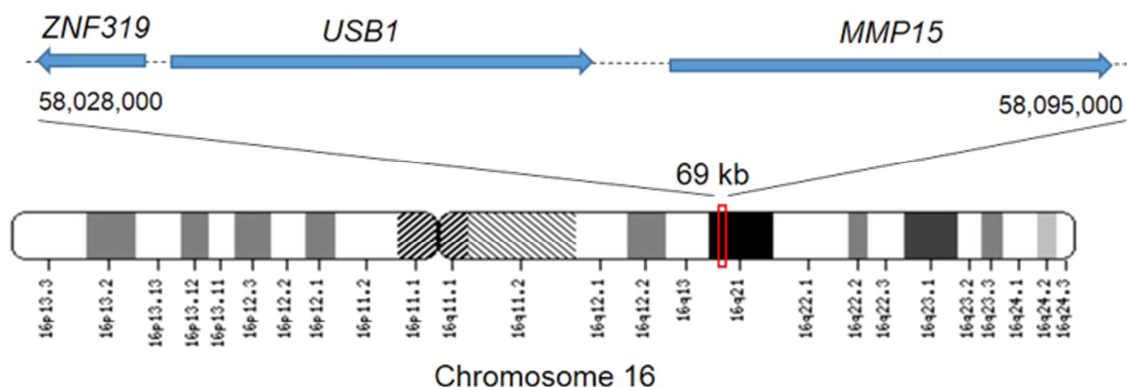 ZNF319 USB1 MMP15
58,028,000 58,095,000
69 kb
16p13.3 16p13.2 16p13.13 16p13.12 16p13.11 16p12.3 16p12.2 16p12.1 16p11.2 16p11.1 16q11.1 16q11.2 16q12.1 16q12.2 16q13 16q21 16q22.1 16q22.2 16q22.3 16q23.1 16q23.2 16q23.3 16q24.1 16q24.2 16q24.3
Chromosome 16